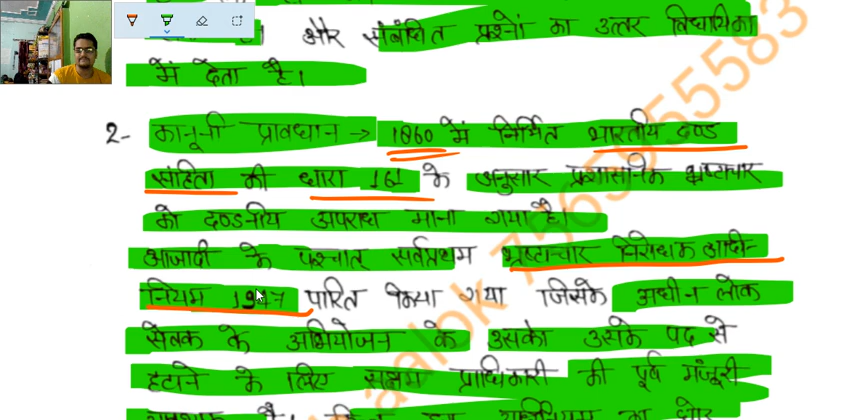 और संबंधित प्रश्नों का उत्तर विधायिका
में देता है।
2- कानूनी प्रावधान → 1860 में निर्मित भारतीय दण्ड
संहिता की धारा 161 के अनुसार प्रशासनिक भ्रष्टाचार
को दण्डनीय अपराध माना गया है।
आजादी के पश्चात सर्वप्रथम भ्रष्टाचार विरोधक अधि-
नियम 1947 पारित किया गया जिसके अधीन लोक
सेवक के अभियोजन के उसको उसके पद से
हटाने के लिए सक्षम प्राधिकारी की पूर्व मंजूरी